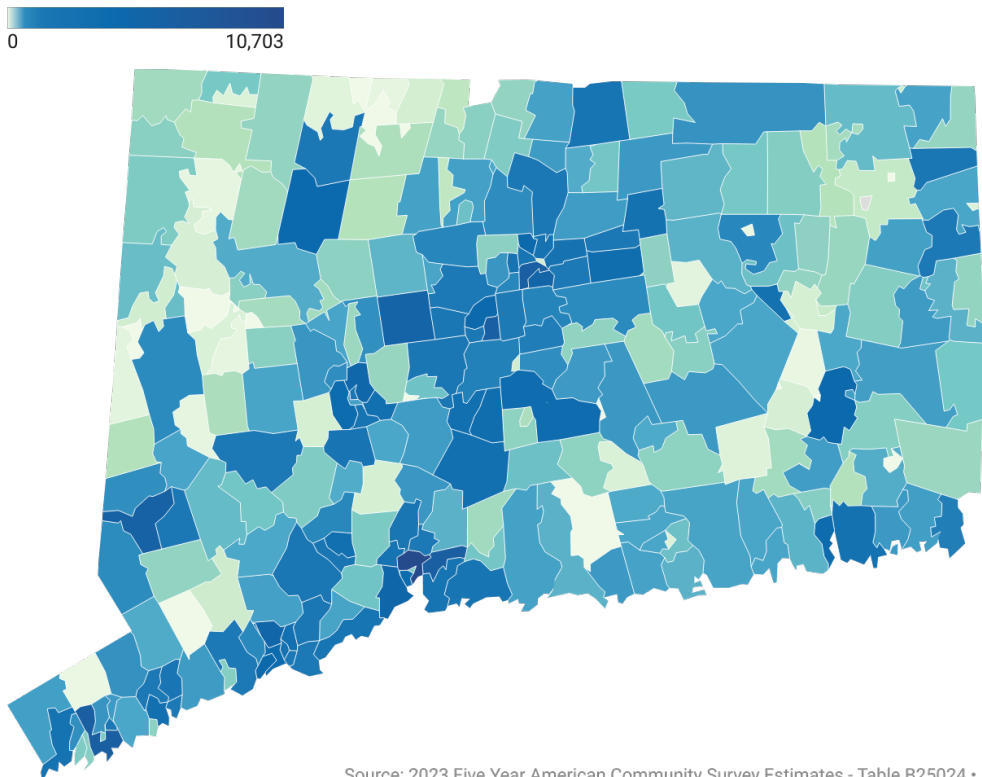 0
10,703
Source: 2023 Five Year American Community Survey Estimates - Table B25024 •